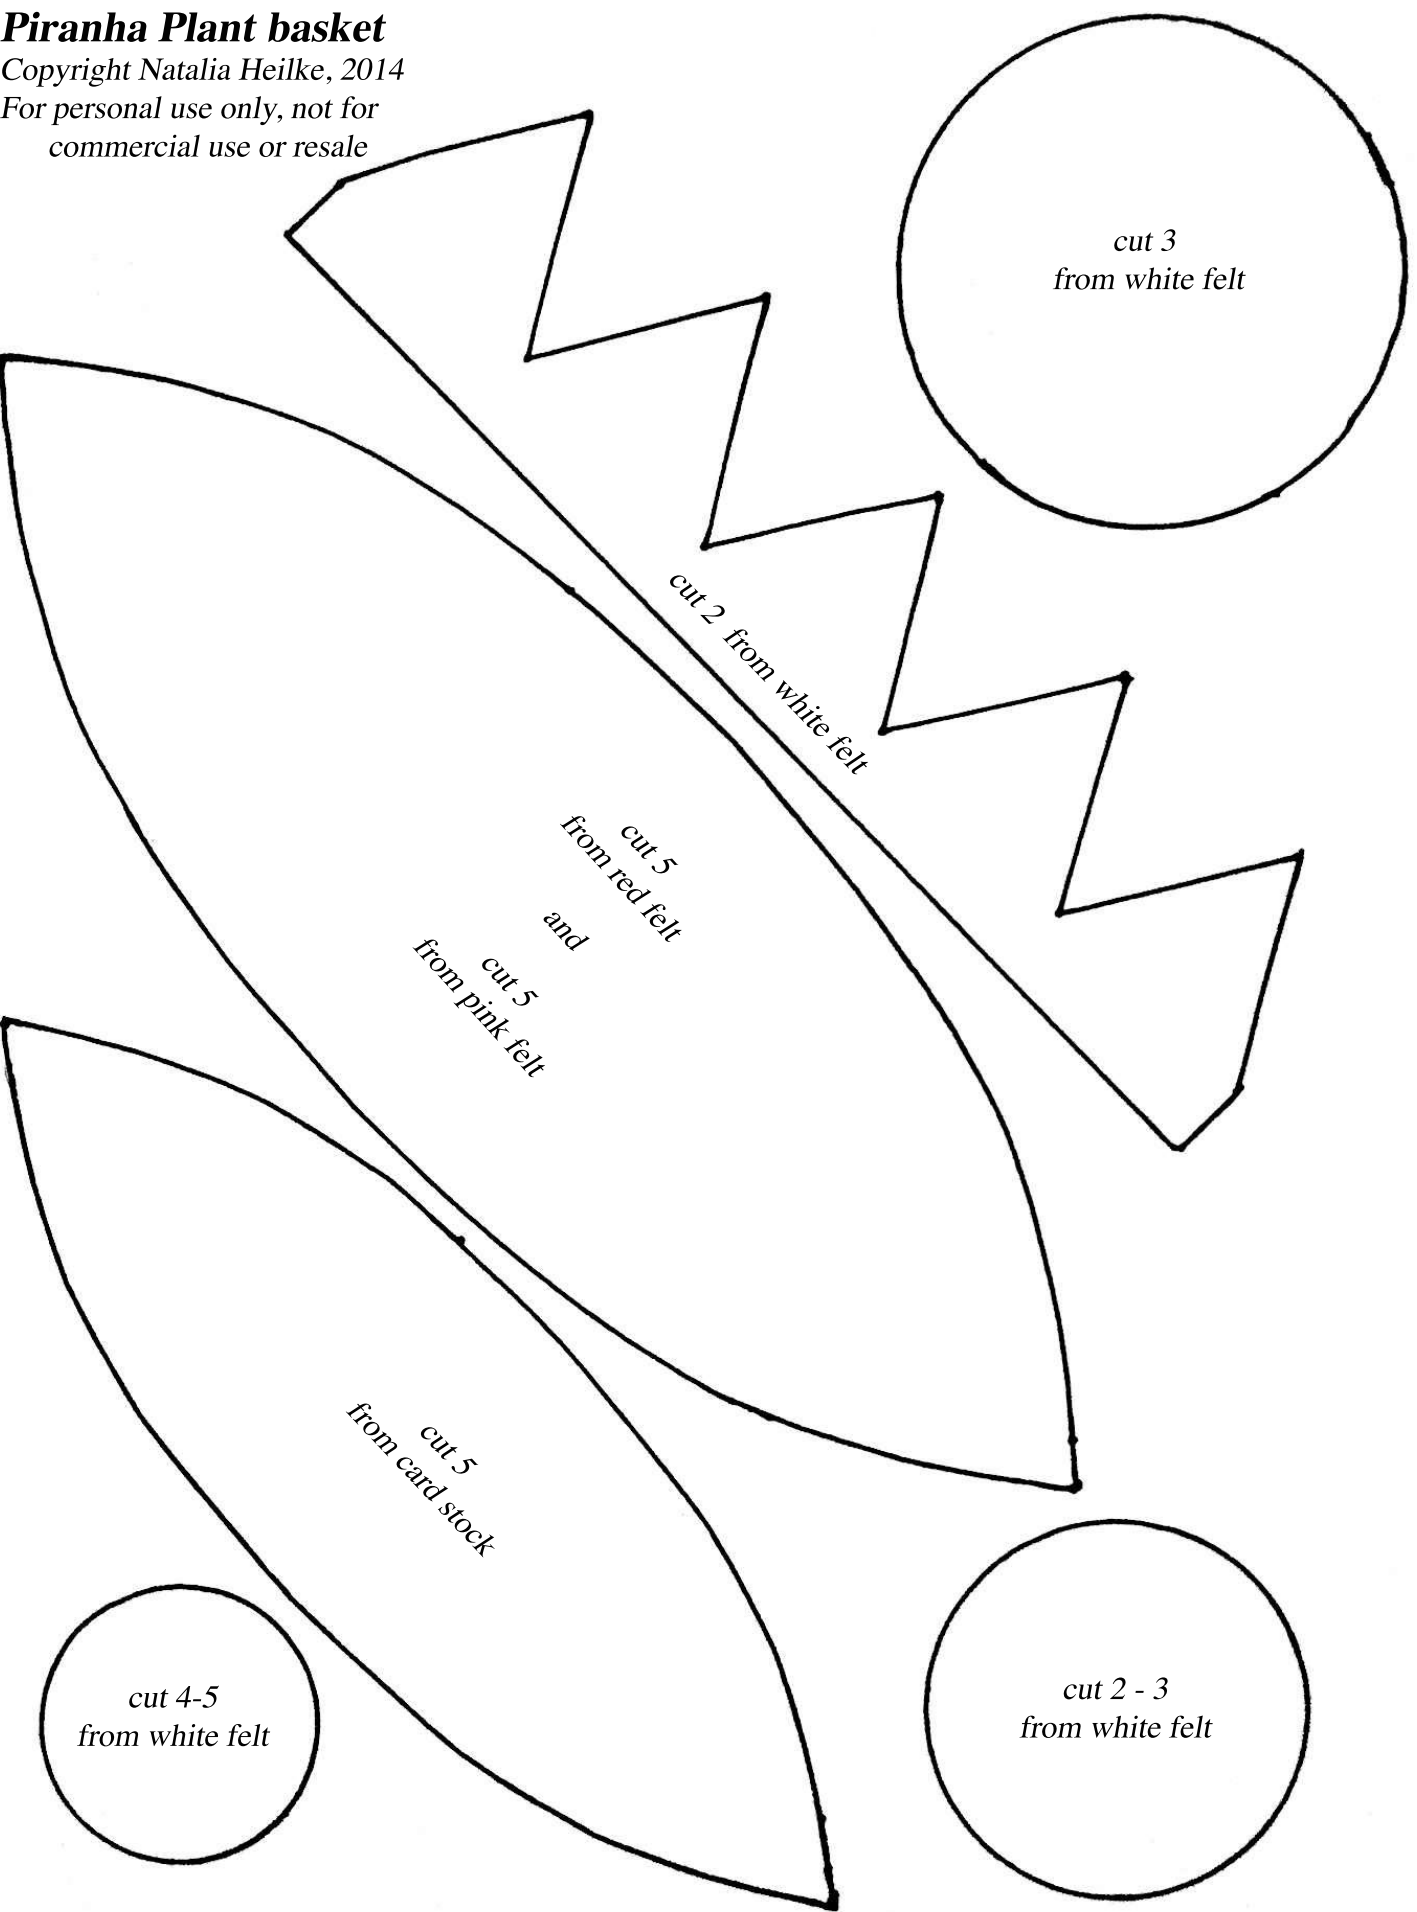 Piranha Plant basket
Copyright Natalia Heilke, 2014
For personal use only, not for
commercial use or resale
cut 3
from white felt
cut 2 from white felt
cut 5
from red felt
and
cut 5
from pink felt
cut 5
from card stock
cut 4-5
from white felt
cut 2 - 3
from white felt